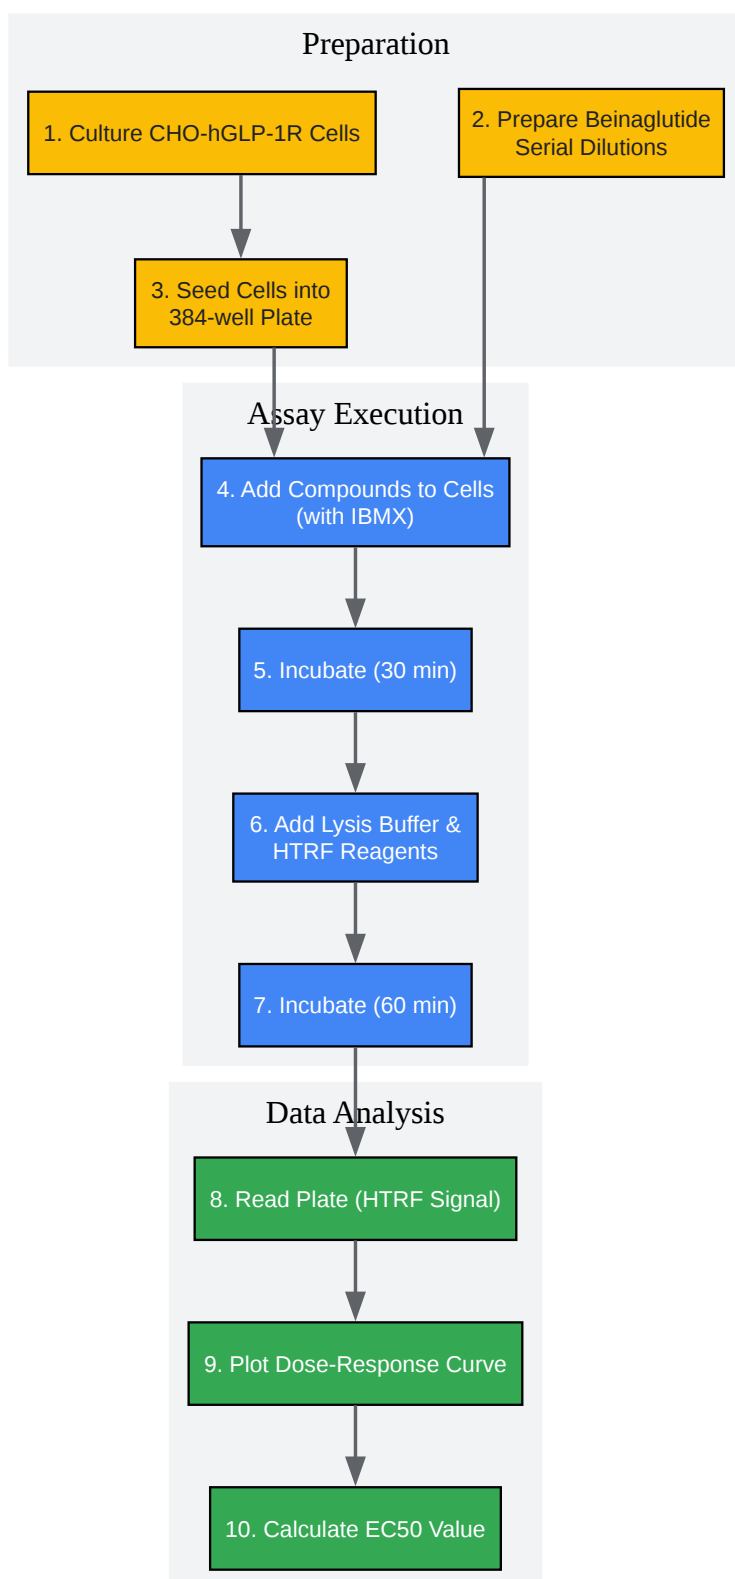 Preparation
1. Culture CHO-hGLP-1R Cells
2. Prepare Beinaglutide
Serial Dilutions
3. Seed Cells into
384-well Plate
Assay Execution
4. Add Compounds to Cells
(with IBMX)
5. Incubate (30 min)
6. Add Lysis Buffer &
HTRF Reagents
7. Incubate (60 min)
Data Analysis
8. Read Plate (HTRF Signal)
9. Plot Dose-Response Curve
10. Calculate EC50 Value